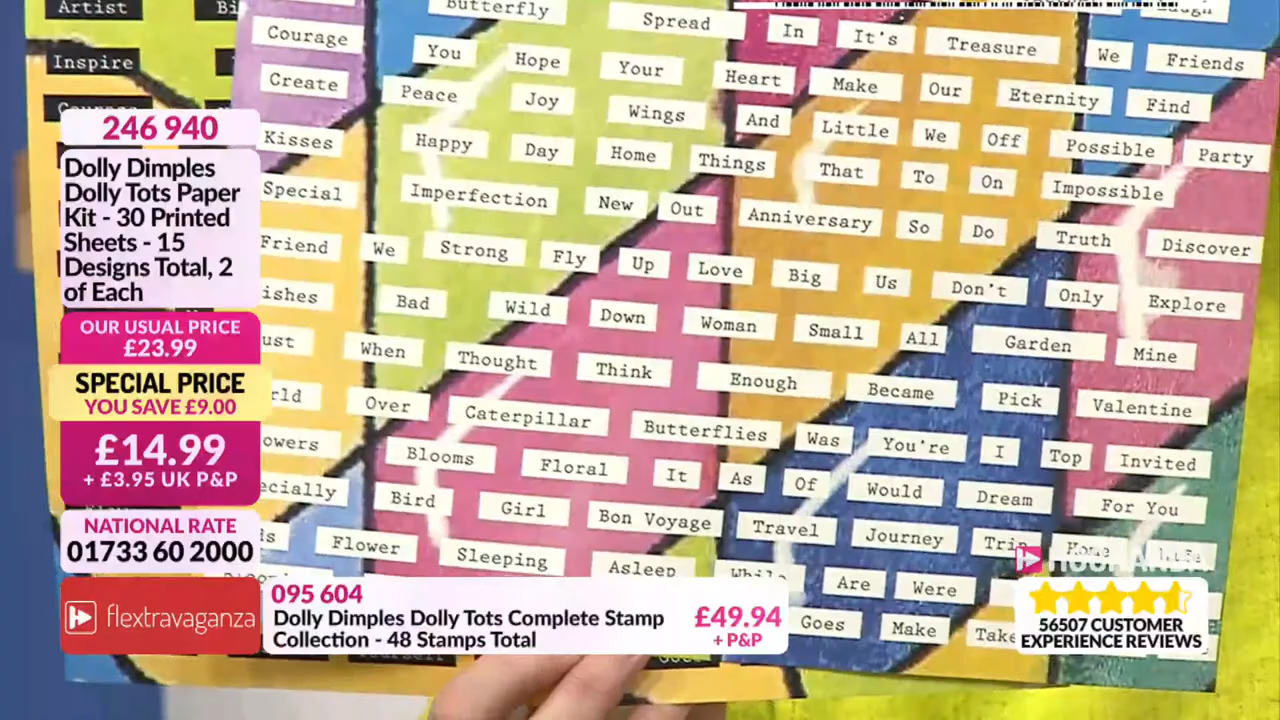 Artist
Inspire
Courage
Create
Kisses
Special
Friend
Butterfly Spread In It's Treasure We Friends
You Hope Your Heart Make Our Eternity Find
Peace Joy Wings And Little We Off Possible Party
Happy Day Home Things That To On Impossible
Imperfection New Out Anniversary So Do Truth Discover
We Strong Fly Up Love Big Us Don't Only Explore
Bad Wild Down Woman Small All Garden Mine
When Thought Think Enough Became Pick Valentine
Over Caterpillar Butterflies Was You're I Top Invited
Blooms Floral It As Of Would Dream For You
Bird Girl Bon Voyage Travel Journey Trip Home
Flower Sleeping Asleep While Are Were
Goes Make Take
246 940
Dolly Dimples
Dolly Tots Paper
Kit - 30 Printed
Sheets - 15
Designs Total, 2
of Each
OUR USUAL PRICE
£23.99
SPECIAL PRICE
YOU SAVE £9.00
£14.99
+ £3.95 UK P&P
NATIONAL RATE
01733 60 2000
flextravaganza
095 604
Dolly Dimples Dolly Tots Complete Stamp
Collection - 48 Stamps Total
£49.94
+ P&P
56507 CUSTOMER
EXPERIENCE REVIEWS